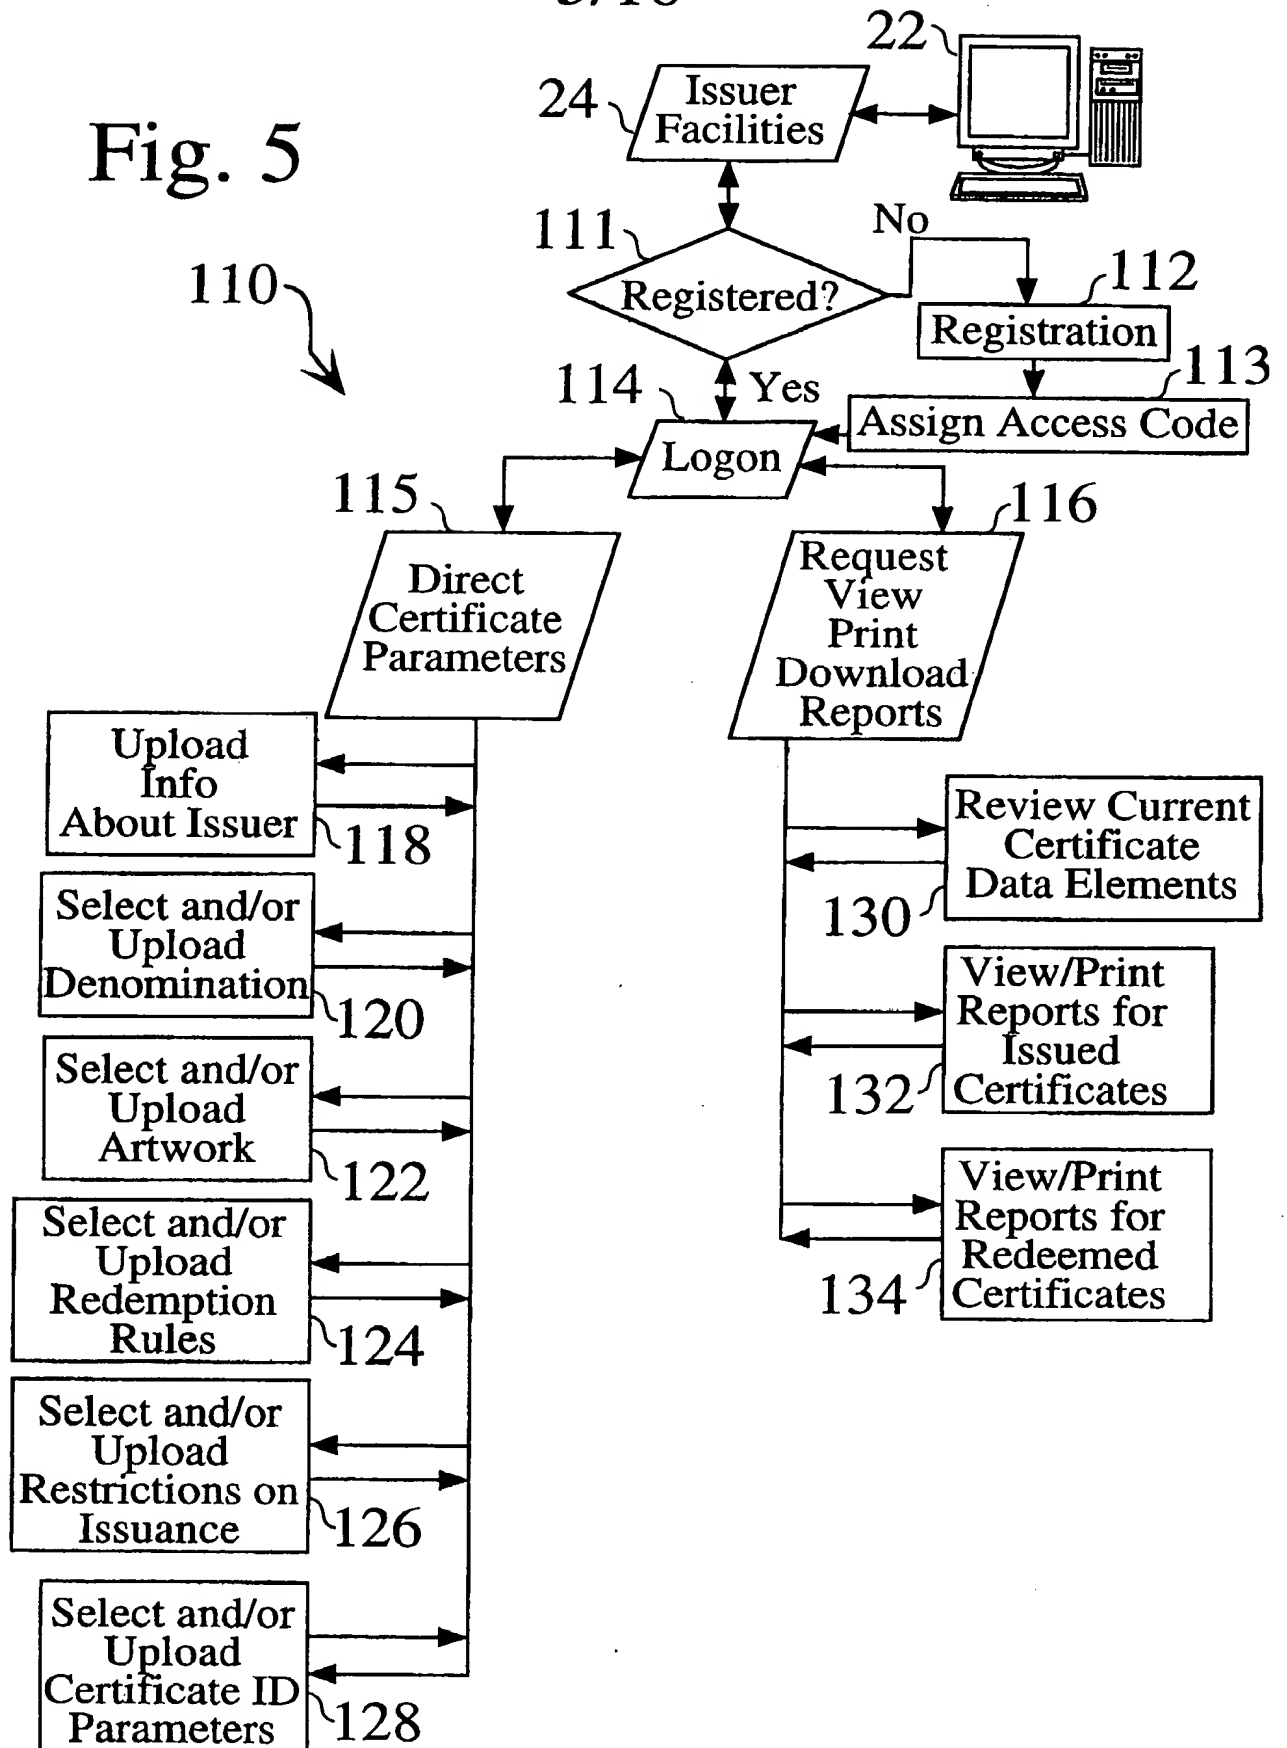 22
Issuer
Facilities
24
Fig. 5
No
111
Registered?
110
112
Registration
113
Yes
114
Assign Access Code
Logon
115
116
Direct
Certificate
Parameters
Request
View
Print
Download
Reports
Upload
Info
About Issuer
118
Select and/or
Upload
Denomination
120
Select and/or
Upload
Artwork
122
Select and/or
Upload
Redemption
Rules
124
Select and/or
Upload
Restrictions on
Issuance
126
Select and/or
Upload
Certificate ID
Parameters
128
Review Current
Certificate
Data Elements
130
View/Print
Reports for
Issued
Certificates
132
View/Print
Reports for
Redeemed
Certificates
134